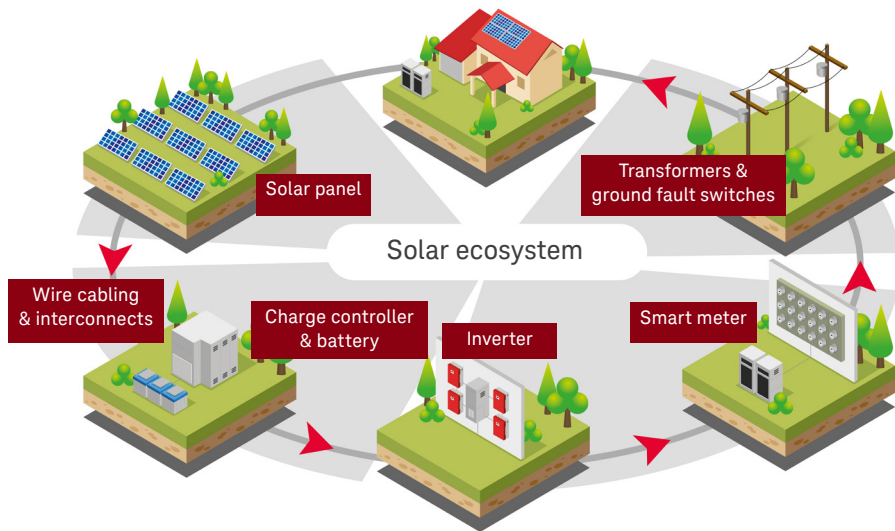 Solar panel
Transformers &
ground fault switches
Solar ecosystem
Wire cabling
& interconnects
Charge controller
& battery
Inverter
Smart meter